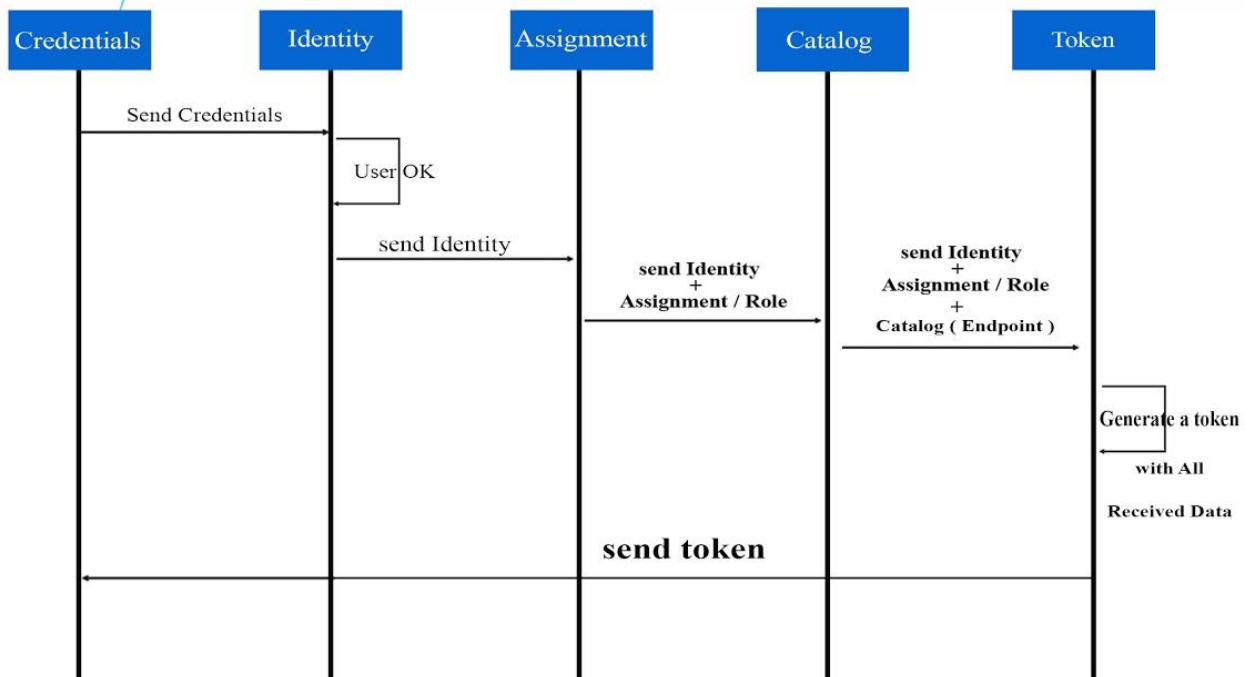 Credentials
Identity
Assignment
Catalog
Token
Send Credentials
User OK
send Identity
send Identity
+
Assignment / Role
send Identity
+
Assignment / Role
+
Catalog ( Endpoint )
Generate a token
with All
Received Data
send token